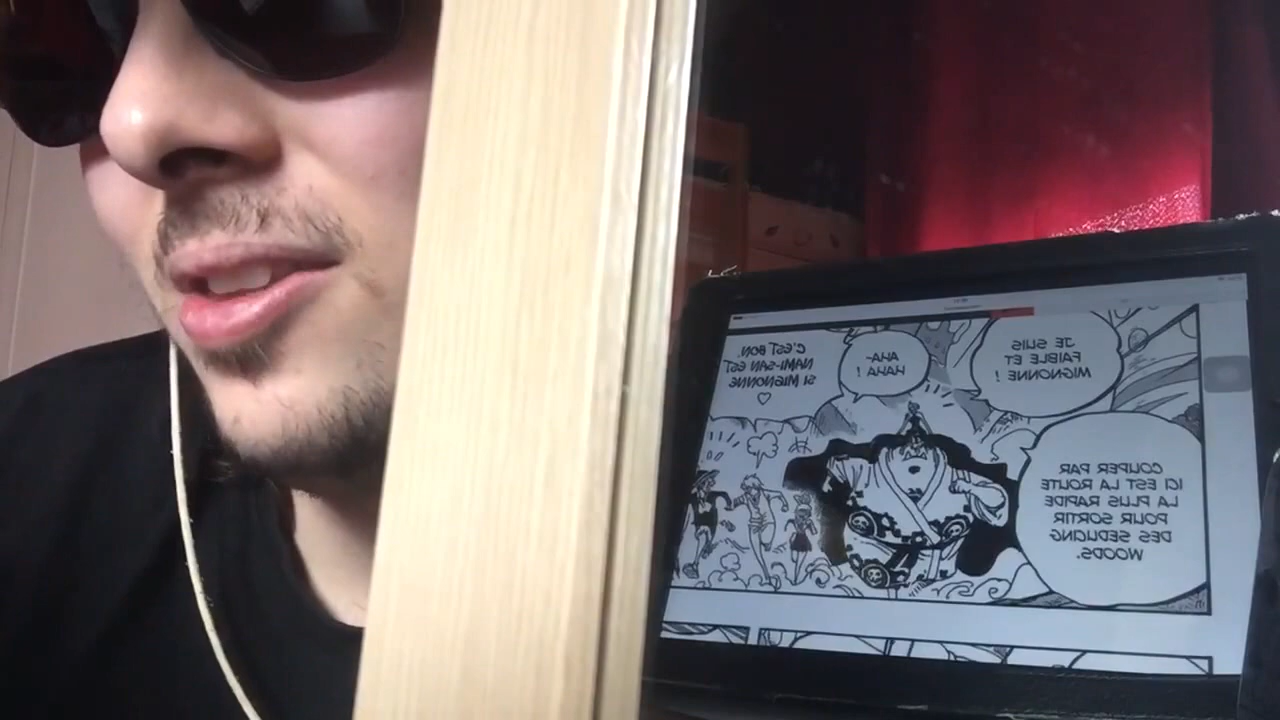 JE SUIS
FAIBLE ET
MIGNONNE !
AHA-
HAHA !
C'EST BON,
NAMI-SAN EST
SI MIGNONNE
♡
COUPER PAR
ICI EST LA ROUTE
LA PLUS RAPIDE
POUR SORTIR
DES SEDUCING
WOODS.